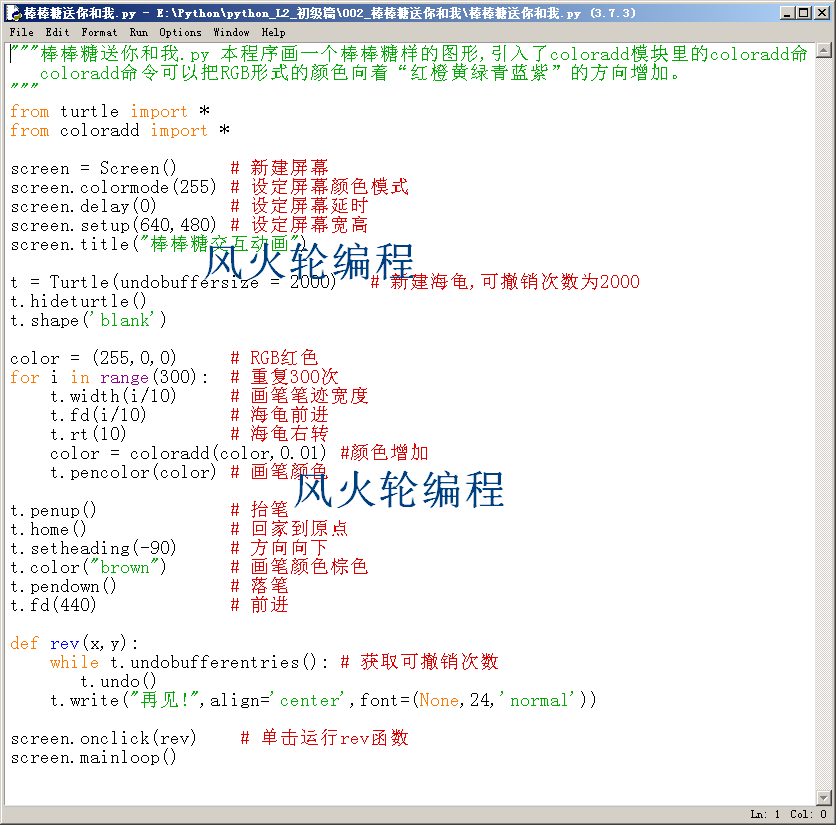 棒棒糖送你和我.py - E:\Python\python_L2_初级篇\002_棒棒糖送你和我\棒棒糖送你和我.py (3.7.3)
File Edit Format Run Options Window Help
"""棒棒糖送你和我.py 本程序画一个棒棒糖样的图形,引入了coloradd模块里的coloradd命
   coloradd命令可以把RGB形式的颜色向着“红橙黄绿青蓝紫”的方向增加。
"""
from turtle import *
from coloradd import *
screen = Screen()     # 新建屏幕
screen.colormode(255) # 设定屏幕颜色模式
screen.delay(0)       # 设定屏幕延时
screen.setup(640,480) # 设定屏幕宽高
screen.title("棒棒糖交互动画")
风火轮编程
t = Turtle(undobuffersize = 2000)   # 新建海龟,可撤销次数为2000
t.hideturtle()
t.shape('blank')
color = (255,0,0)     # RGB红色
for i in range(300):  # 重复300次
    t.width(i/10)     # 画笔笔迹宽度
    t.fd(i/10)        # 海龟前进
    t.rt(10)          # 海龟右转
    color = coloradd(color,0.01) #颜色增加
    t.pencolor(color) # 画笔颜色
风火轮编程
t.penup()             # 抬笔
t.home()              # 回家到原点
t.setheading(-90)     # 方向向下
t.color("brown")      # 画笔颜色棕色
t.pendown()           # 落笔
t.fd(440)             # 前进
def rev(x,y):
    while t.undobufferentries(): # 获取可撤销次数
       t.undo()
    t.write("再见!",align='center',font=(None,24,'normal'))
screen.onclick(rev)    # 单击运行rev函数
screen.mainloop()
Ln: 1 Col: 0